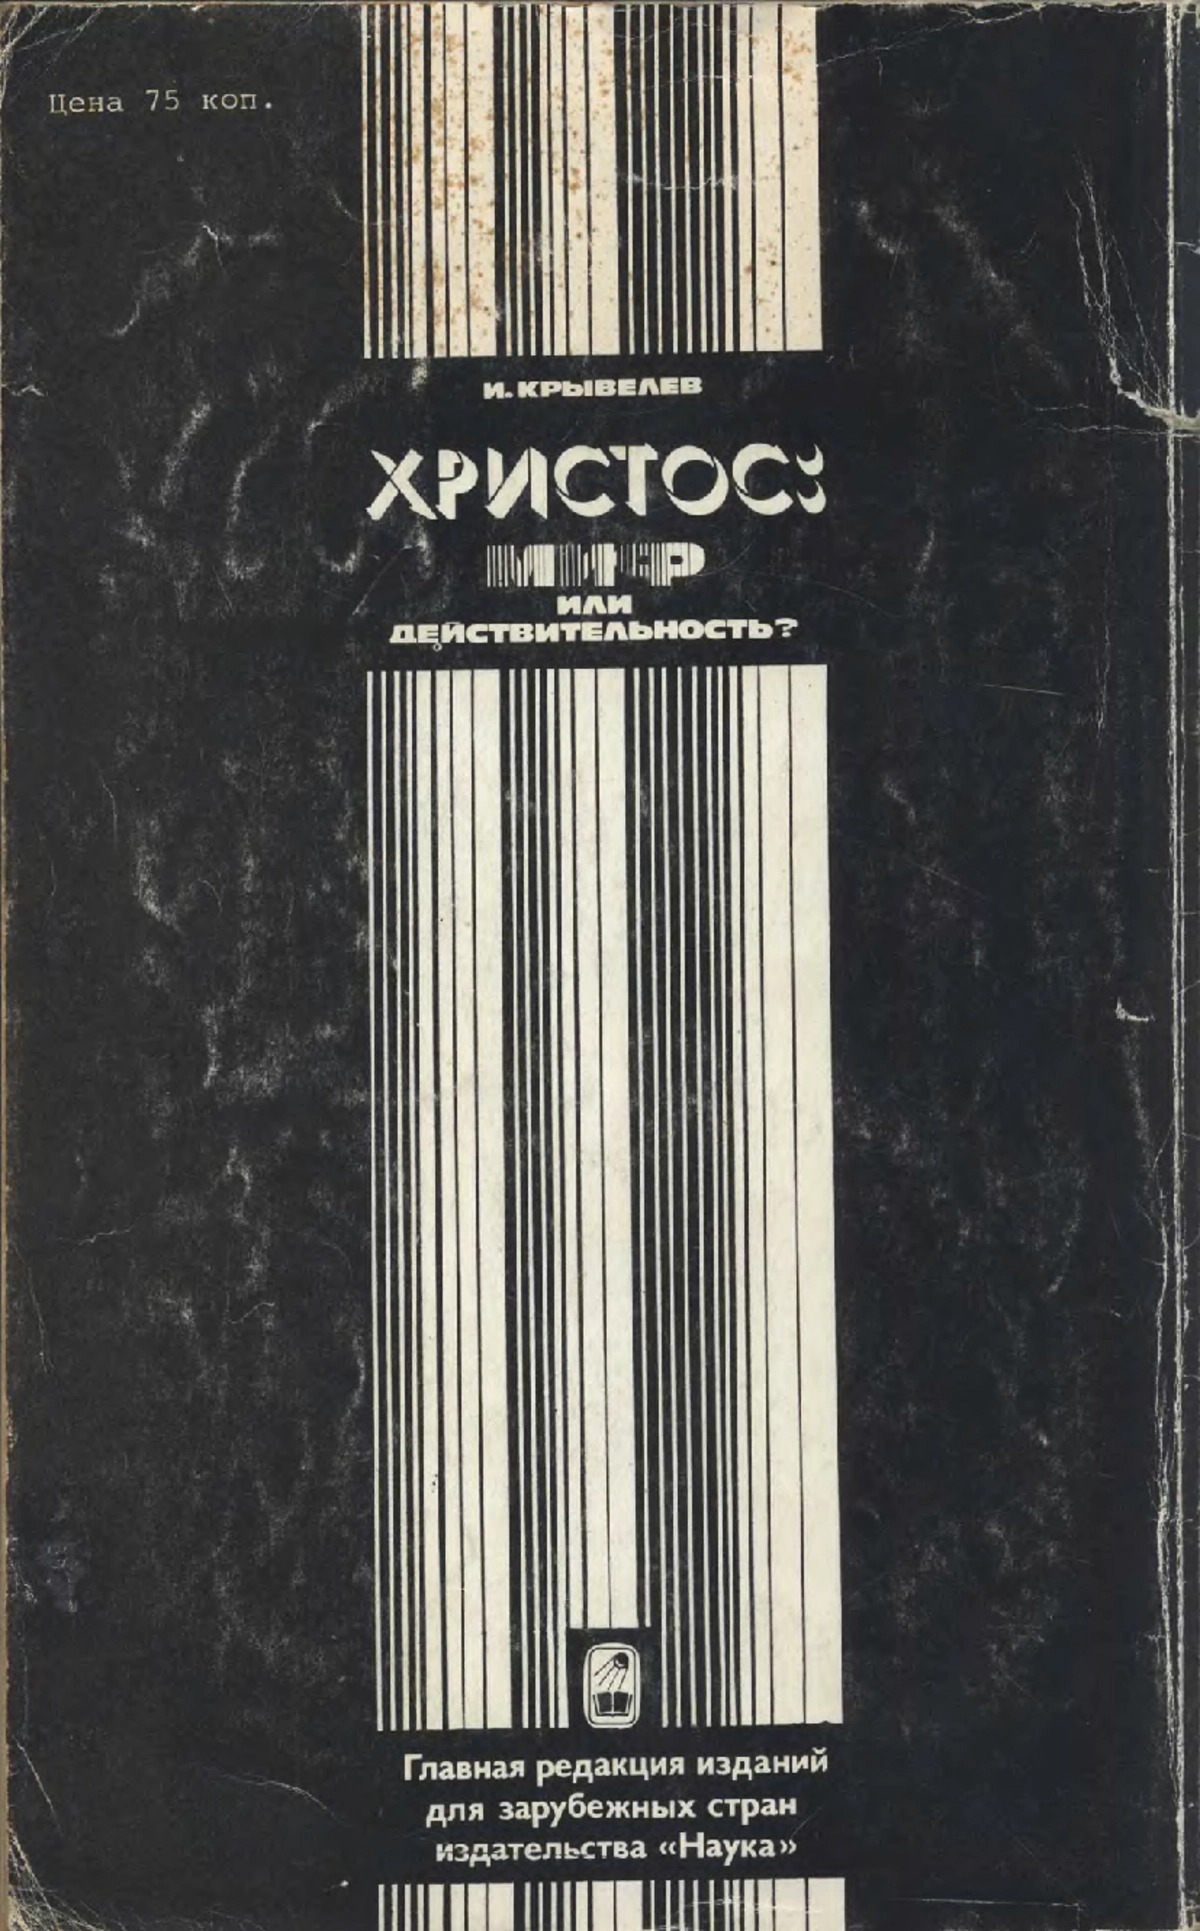 Цена 75 коп.
И. КРЫВЕЛЕВ
ХРИСТОС:
МИФ
ИЛИ
ДЕЙСТВИТЕЛЬНОСТЬ?
Главная редакция изданий
для зарубежных стран
издательства «Наука»